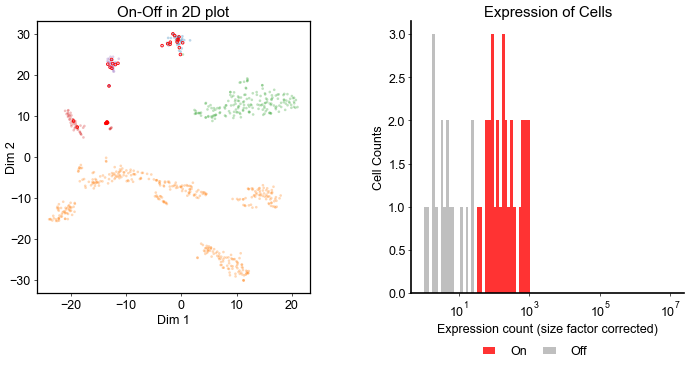 On-Off in 2D plot
30
20
10
0
−10
−20
−30
Dim 2
−20
−10
0
10
20
Dim 1
Expression of Cells
3.0
2.5
2.0
1.5
1.0
0.5
0.0
Cell Counts
10^1
10^3
10^5
10^7
Expression count (size factor corrected)
On
Off